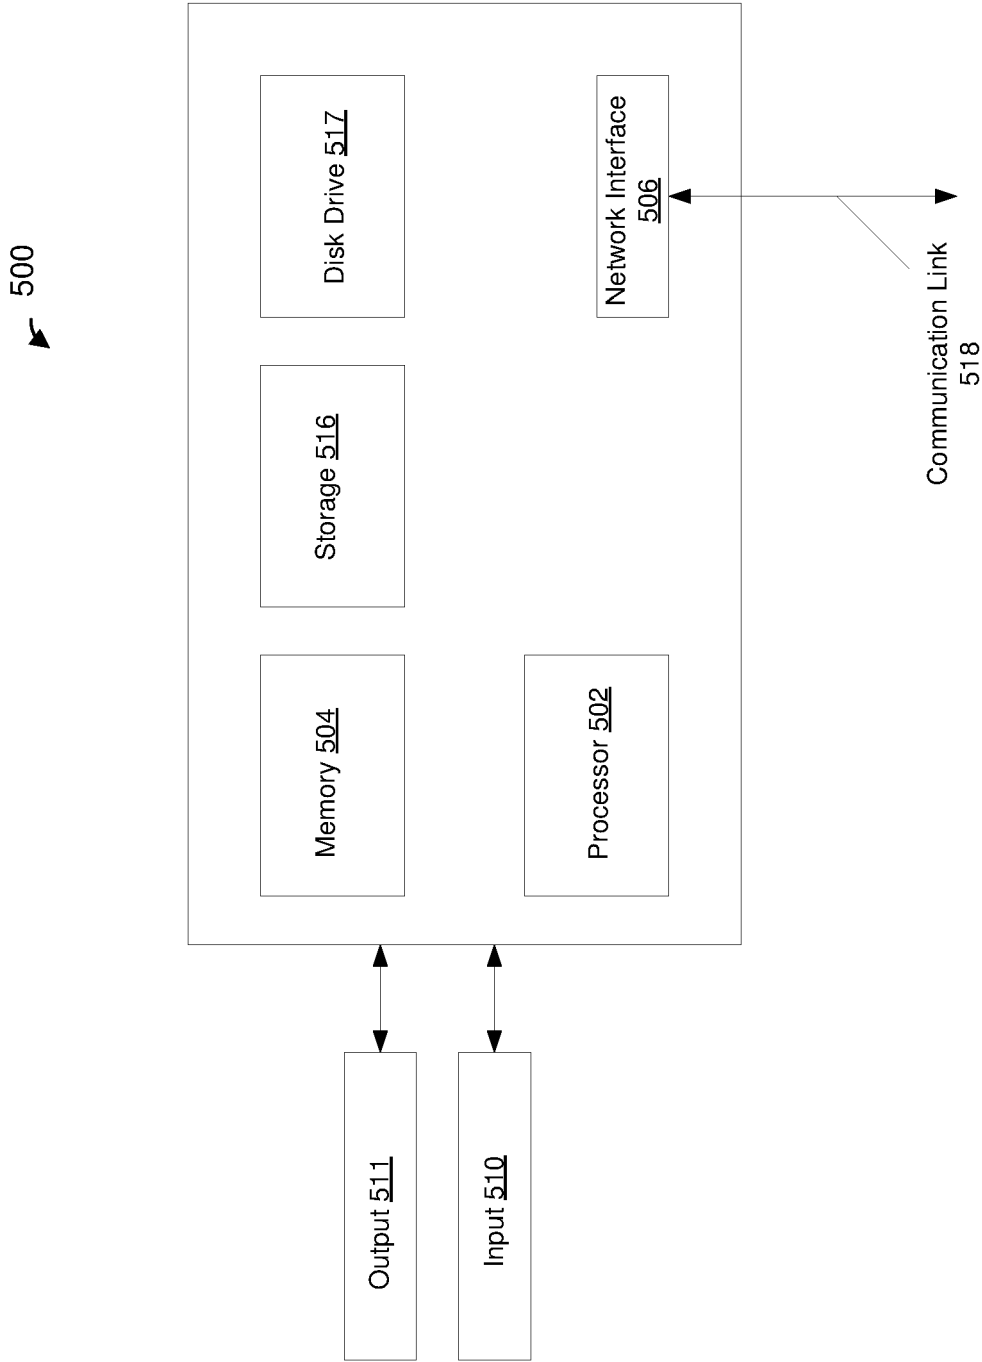 500
Memory 504
Storage 516
Disk Drive 517
Output 511
Input 510
Processor 502
Network Interface
506
Communication Link
518